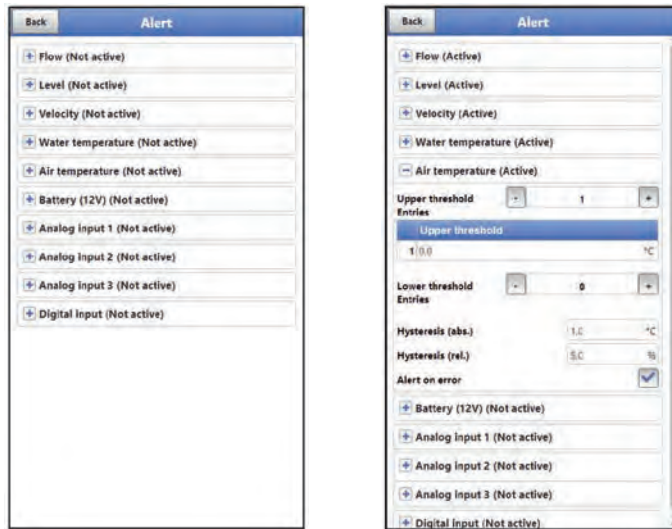 Back Alert
Flow (Not active)
Level (Not active)
Velocity (Not active)
Water temperature (Not active)
Air temperature (Not active)
Battery (12V) (Not active)
Analog input 1 (Not active)
Analog input 2 (Not active)
Analog input 3 (Not active)
Digital input (Not active)
Back Alert
Flow (Active)
Level (Active)
Velocity (Active)
Water temperature (Active)
Air temperature (Active)
Upper threshold - 1 +
Entries
Upper threshold
1 0.0 °C
Lower threshold - 0 +
Entries
Hysteresis (abs.) 1.0 °C
Hysteresis (rel.) 5.0 %
Alert on error
Battery (12V) (Not active)
Analog input 1 (Not active)
Analog input 2 (Not active)
Analog input 3 (Not active)
Digital input (Not active)